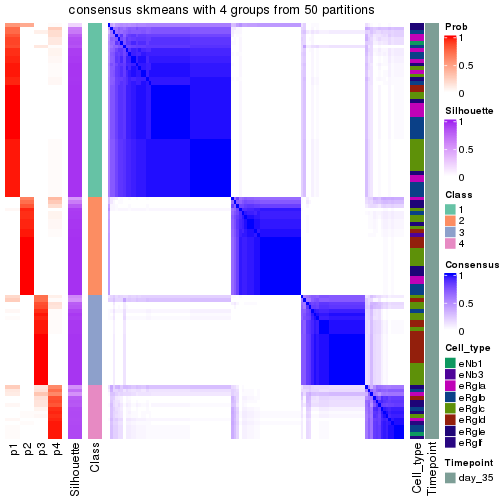 consensus skmeans with 4 groups from 50 partitions
p1
p2
p3
p4
Silhouette
Class
Cell_type
Timepoint
Prob
1
0.5
0
Silhouette
1
0.5
0
Class
1
2
3
4
Consensus
1
0.5
0
Cell_type
eNb1
eNb3
eRgla
eRglb
eRglc
eRgld
eRgle
eRglf
Timepoint
day_35